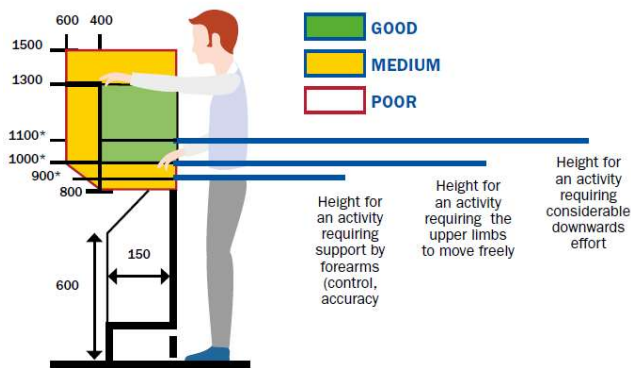 600 400
1500
1300
1100*
1000*
900*
800
150
600
GOOD
MEDIUM
POOR
Height for
an activity
requiring
support by
forearms
(control,
accuracy
Height for
an activity
requiring the
upper limbs
to move freely
Height for
an activity
requiring
considerable
downwards
effort